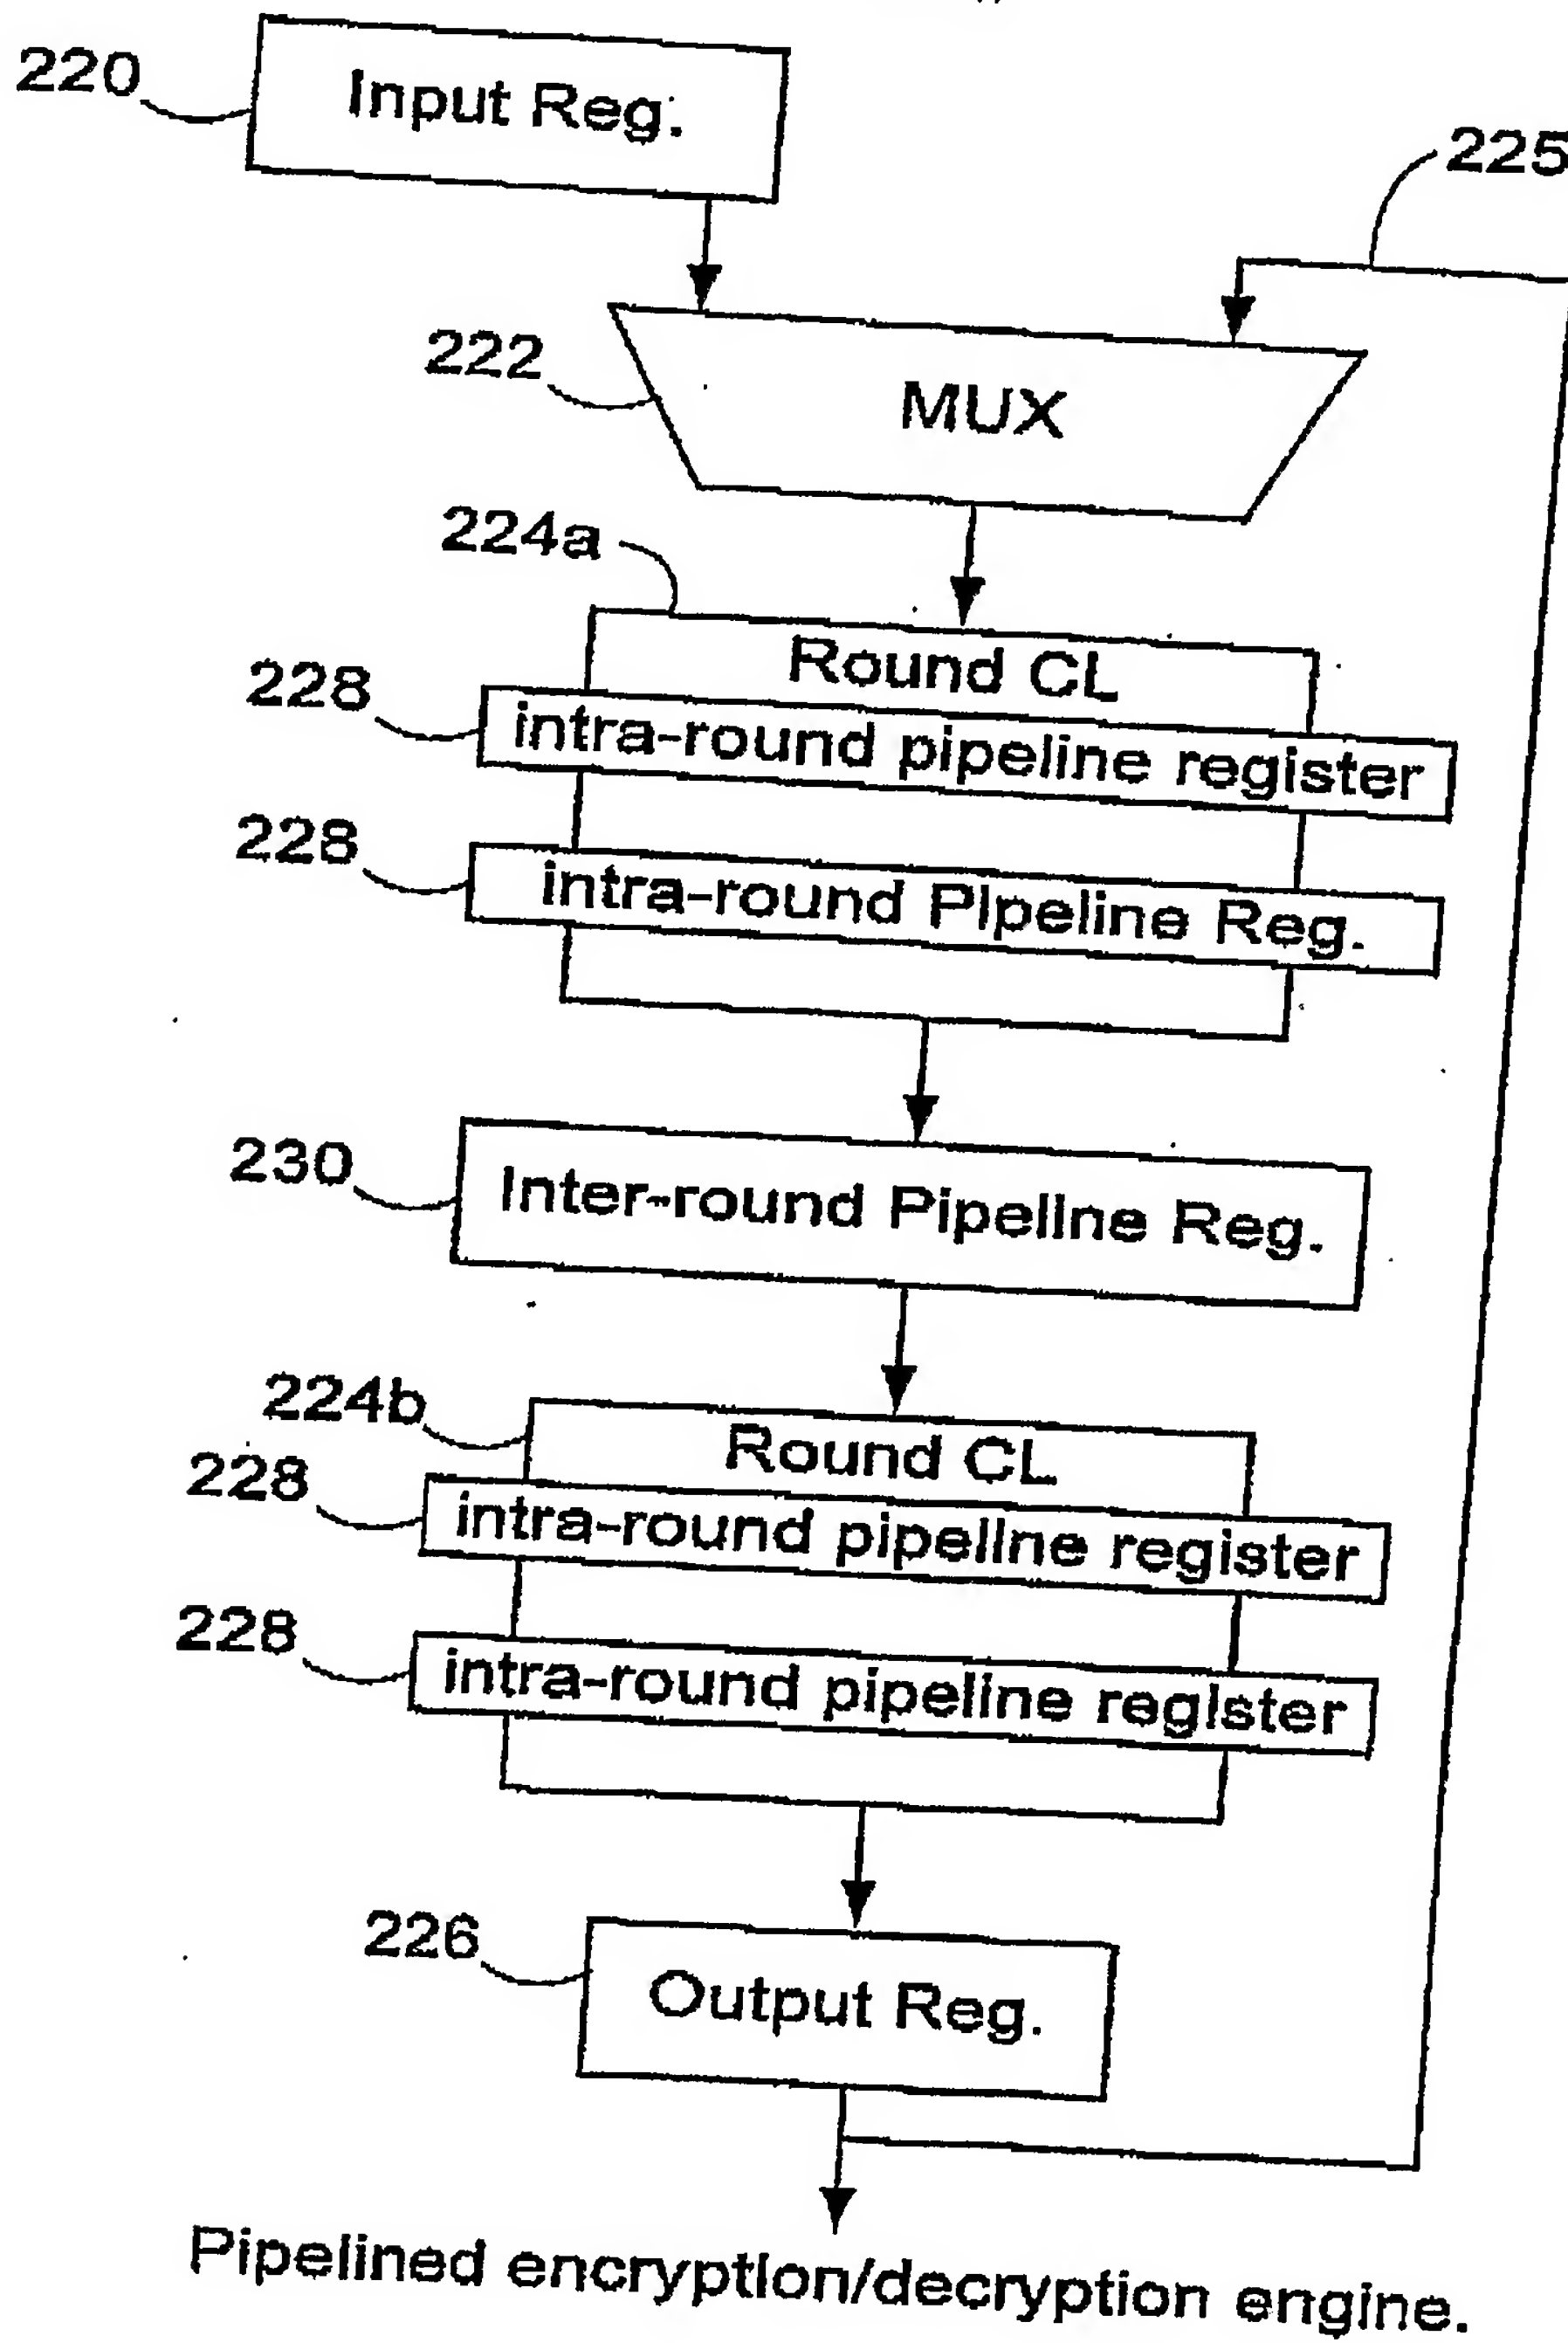 220
Input Reg.
225
222
MUX
224a
Round CL
228
intra-round pipeline register
228
intra-round Pipeline Reg.
230
Inter-round Pipeline Reg.
224b
Round CL
228
intra-round pipeline register
228
intra-round pipeline register
226
Output Reg.
Pipelined encryption/decryption engine.